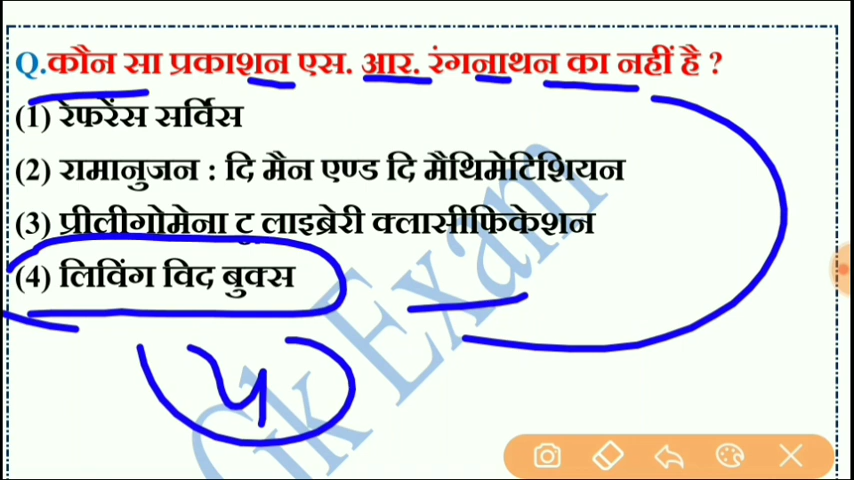 Q.कौन सा प्रकाशन एस. आर. रंगनाथन का नहीं है ?
(1) रेफरेंस सर्विस
(2) रामानुजन : दि मैन एण्ड दि मैथिमेटिशियन
(3) प्रीलीगोमेना टू लाइब्रेरी क्लासीफिकेशन
(4) लिविंग विद बुक्स
Gk Exam